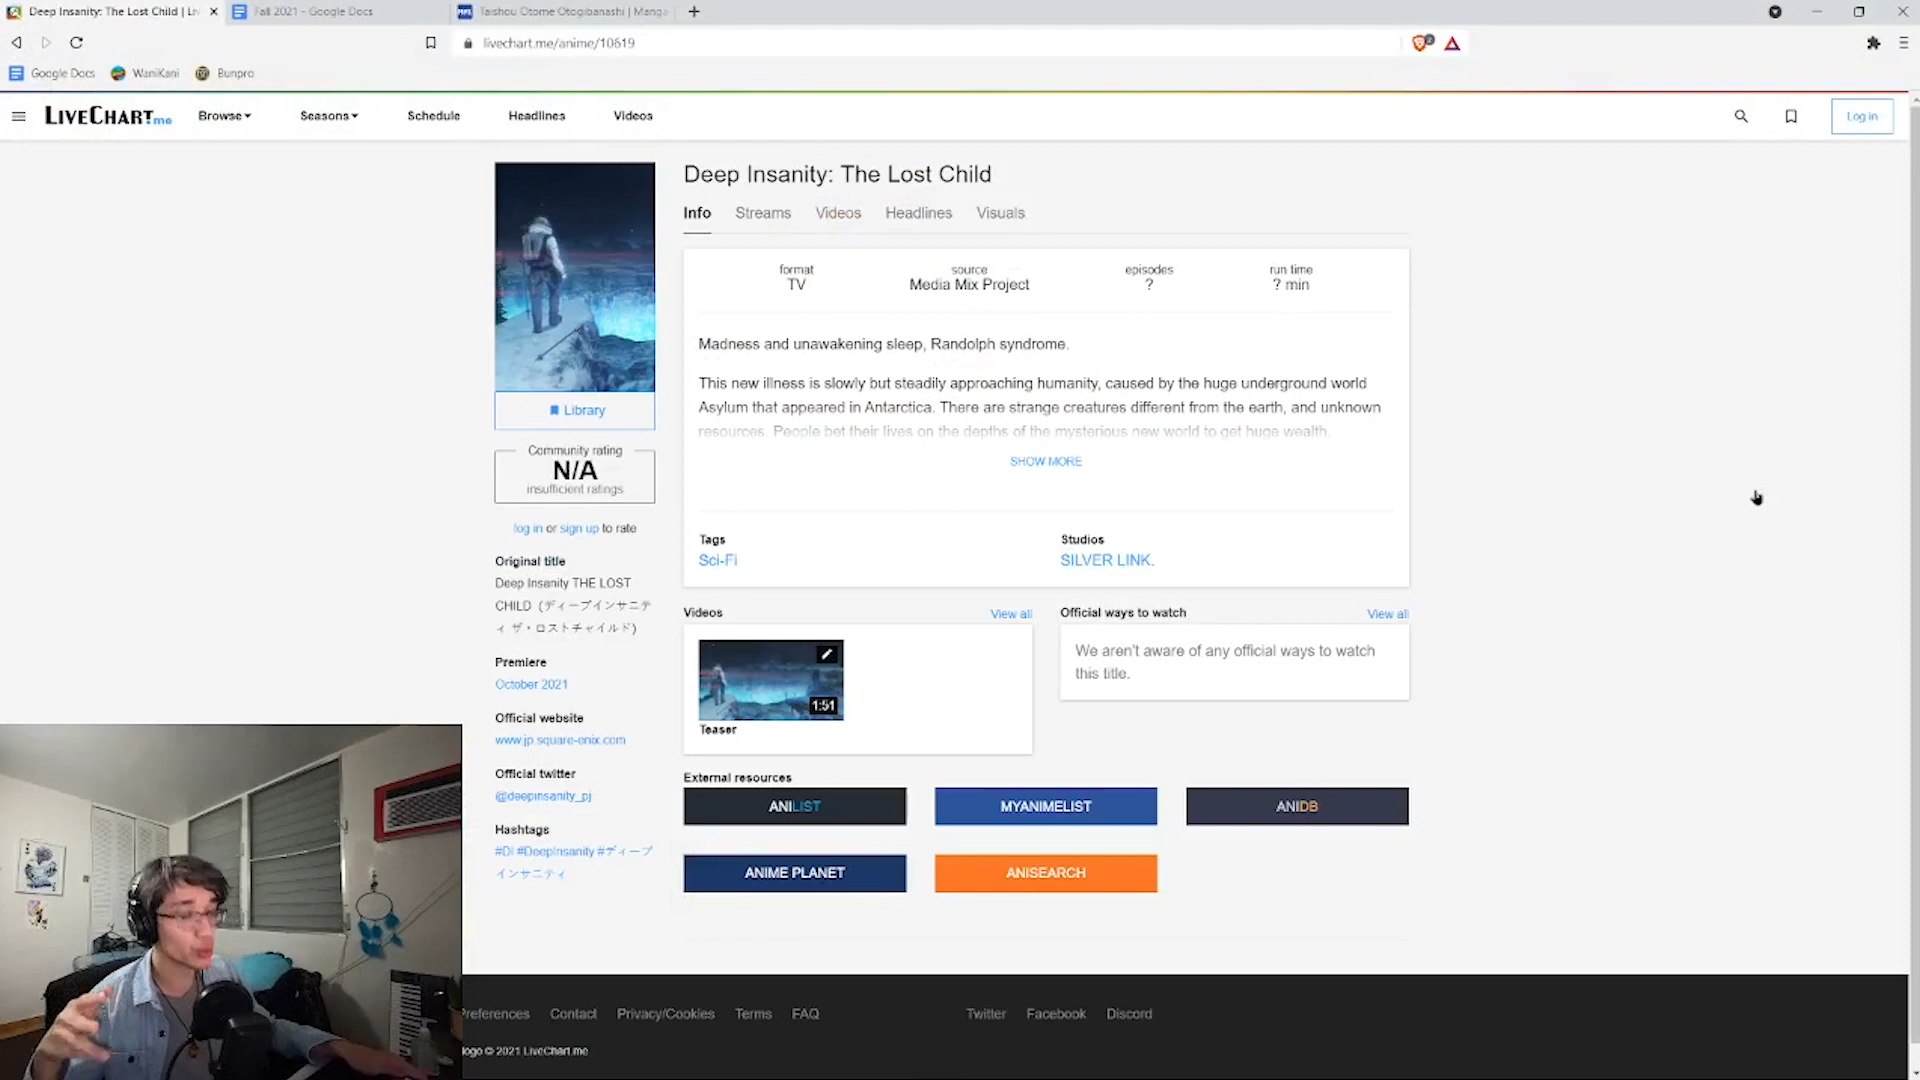 Deep Insanity: The Lost Child | Li
Fall 2021 - Google Docs
Taishou Otome Otogibanashi | Manga
livechart.me/anime/10619
Google Docs
WaniKani
Bunpro
LIVECHART.me
Browse
Seasons
Schedule
Headlines
Videos
Log in
Deep Insanity: The Lost Child
Info
Streams
Videos
Headlines
Visuals
format
TV
source
Media Mix Project
episodes
?
run time
? min
Madness and unawakening sleep, Randolph syndrome.
This new illness is slowly but steadily approaching humanity, caused by the huge underground world
Asylum that appeared in Antarctica. There are strange creatures different from the earth, and unknown
resources. People bet their lives on the depths of the mysterious new world to get huge wealth.
SHOW MORE
Tags
Sci-Fi
Studios
SILVER LINK.
Library
Community rating
N/A
insufficient ratings
log in or sign up to rate
Original title
Deep Insanity THE LOST
CHILD（ディープインサニテ
ィ ザ・ロストチャイルド）
Premiere
October 2021
Official website
www.jp.square-enix.com
Official twitter
@deepinsanity_pj
Hashtags
#DI #DeepInsanity #ディープ
インサニティ
Videos
View all
1:51
Teaser
Official ways to watch
View all
We aren't aware of any official ways to watch
this title.
External resources
ANILIST
MYANIMELIST
ANIDB
ANIME PLANET
ANISEARCH
Preferences
Contact
Privacy/Cookies
Terms
FAQ
Twitter
Facebook
Discord
logo © 2021 LiveChart.me